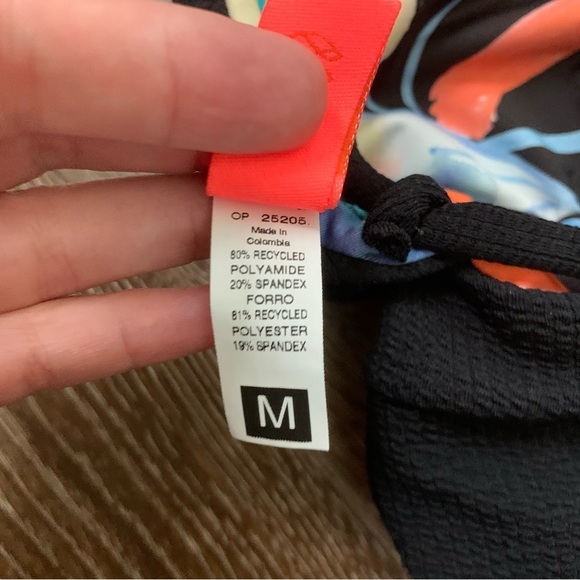 OP 25205
Made in
Colombia
80% RECYCLED
POLYAMIDE
20% SPANDEX
FORRO
81% RECYCLED
POLYESTER
19% SPANDEX
M